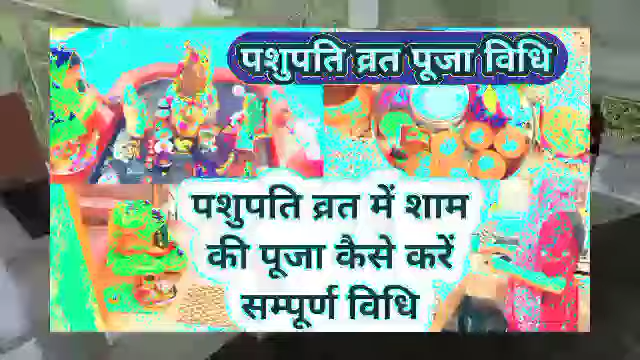 पशुपति व्रत पूजा विधि
पशुपति व्रत में शाम
की पूजा कैसे करें
सम्पूर्ण विधि